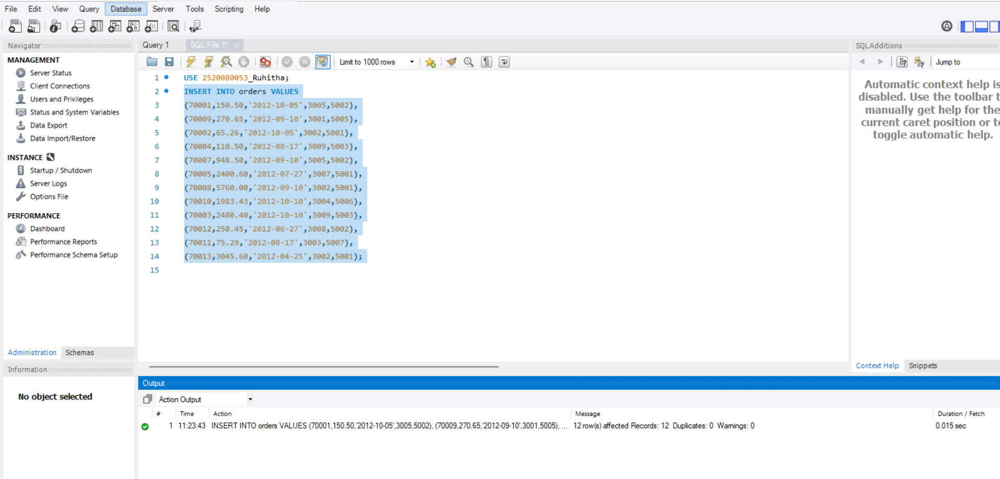 File Edit View Query Database Server Tools Scripting Help
Navigator
MANAGEMENT
Server Status
Client Connections
Users and Privileges
Status and System Variables
Data Export
Data Import/Restore
INSTANCE
Startup / Shutdown
Server Logs
Options File
PERFORMANCE
Dashboard
Performance Reports
Performance Schema Setup
Administration Schemas
Information
No object selected
Query 1 SQL File 1*
Limit to 1000 rows
1 USE 2520080053_Ruhitha;
2 INSERT INTO orders VALUES
3 (70001,150.50,'2012-10-05',3005,5002),
4 (70009,270.65,'2012-09-10',3001,5005),
5 (70002,65.26,'2012-10-05',3002,5001),
6 (70004,110.50,'2012-08-17',3009,5003),
7 (70007,948.50,'2012-09-10',3005,5002),
8 (70005,2400.60,'2012-07-27',3007,5001),
9 (70008,5760.00,'2012-09-10',3002,5001),
10 (70010,1983.43,'2012-10-10',3004,5006),
11 (70003,2480.40,'2012-10-10',3009,5003),
12 (70012,250.45,'2012-06-27',3008,5002),
13 (70011,75.29,'2012-08-17',3003,5007),
14 (70013,3045.60,'2012-04-25',3002,5001);
15
SQLAdditions
Jump to
Automatic context help is
disabled. Use the toolbar
manually get help for the
current caret position or
toggle automatic help.
Context Help Snippets
Output
Action Output
# Time Action Message Duration / Fetch
1 11:23:43 INSERT INTO orders VALUES (70001,150.50,'2012-10-05',3005,5002), (70009,270.65,'2012-09-10',3001,5005), ... 12 row(s) affected Records: 12 Duplicates: 0 Warnings: 0 0.015 sec